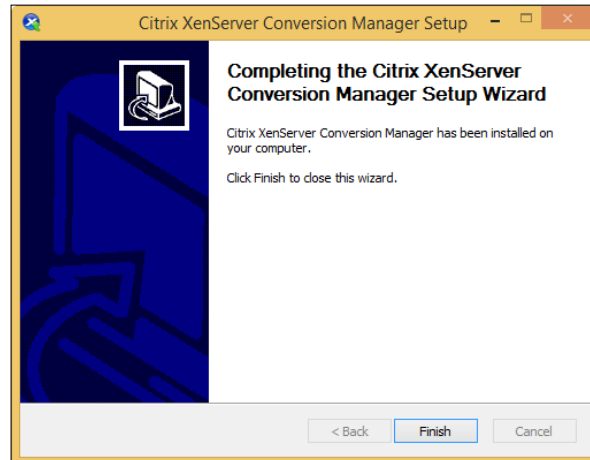 Citrix XenServer Conversion Manager Setup
Completing the Citrix XenServer
Conversion Manager Setup Wizard
Citrix XenServer Conversion Manager has been installed on
your computer.
Click Finish to close this wizard.
< Back Finish Cancel